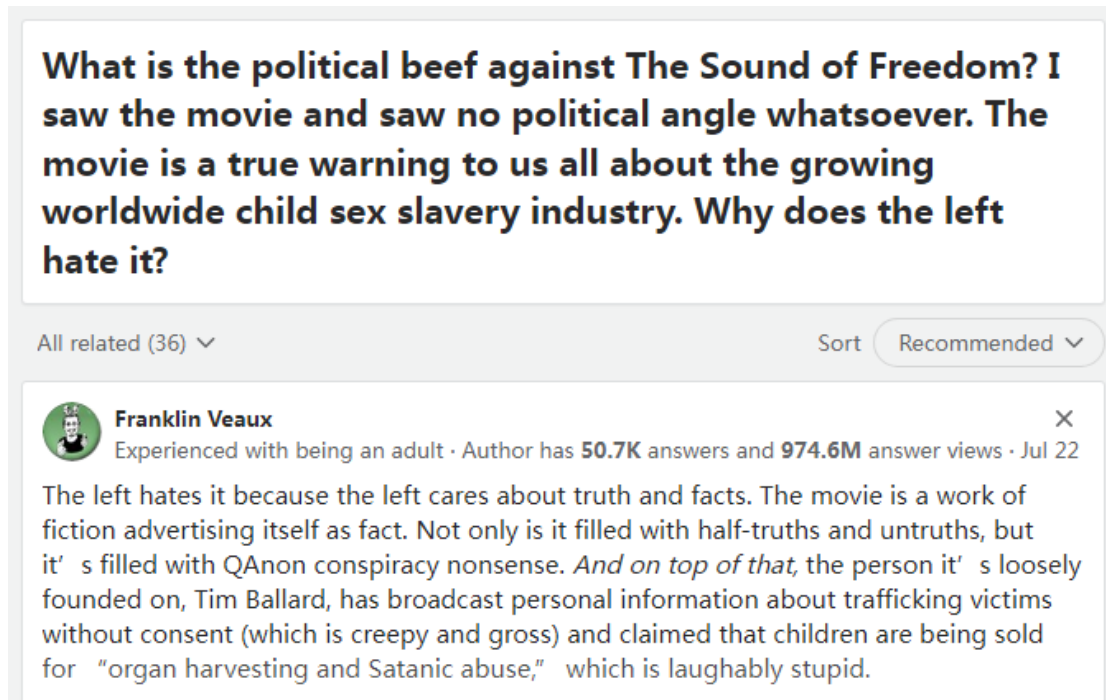 What is the political beef against The Sound of Freedom? I
saw the movie and saw no political angle whatsoever. The
movie is a true warning to us all about the growing
worldwide child sex slavery industry. Why does the left
hate it?
All related (36)
Sort Recommended
Franklin Veaux
Experienced with being an adult · Author has 50.7K answers and 974.6M answer views · Jul 22
The left hates it because the left cares about truth and facts. The movie is a work of
fiction advertising itself as fact. Not only is it filled with half-truths and untruths, but
it’ s filled with QAnon conspiracy nonsense. And on top of that, the person it’ s loosely
founded on, Tim Ballard, has broadcast personal information about trafficking victims
without consent (which is creepy and gross) and claimed that children are being sold
for “organ harvesting and Satanic abuse,” which is laughably stupid.